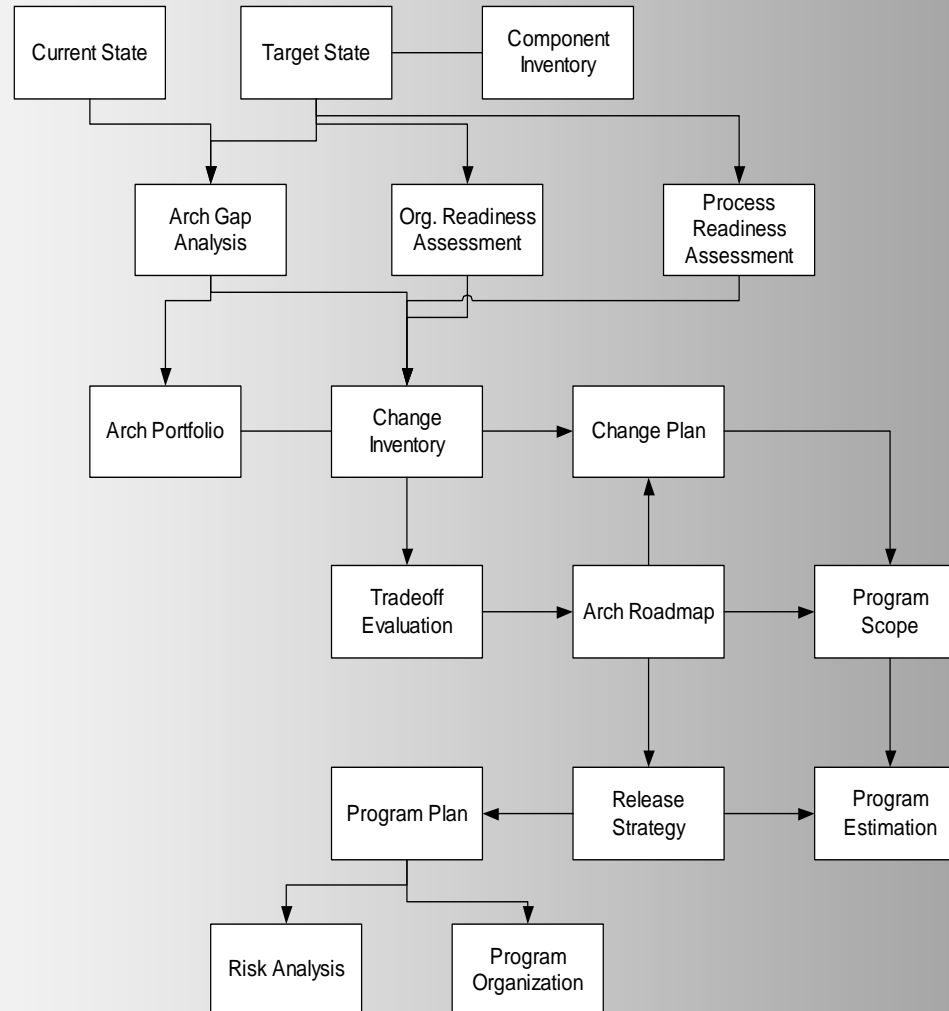 Current State
Target State
Component
Inventory
Arch Gap
Analysis
Org. Readiness
Assessment
Process
Readiness
Assessment
Arch Portfolio
Change
Inventory
Change Plan
Tradeoff
Evaluation
Arch Roadmap
Program
Scope
Program Plan
Release
Strategy
Program
Estimation
Risk Analysis
Program
Organization